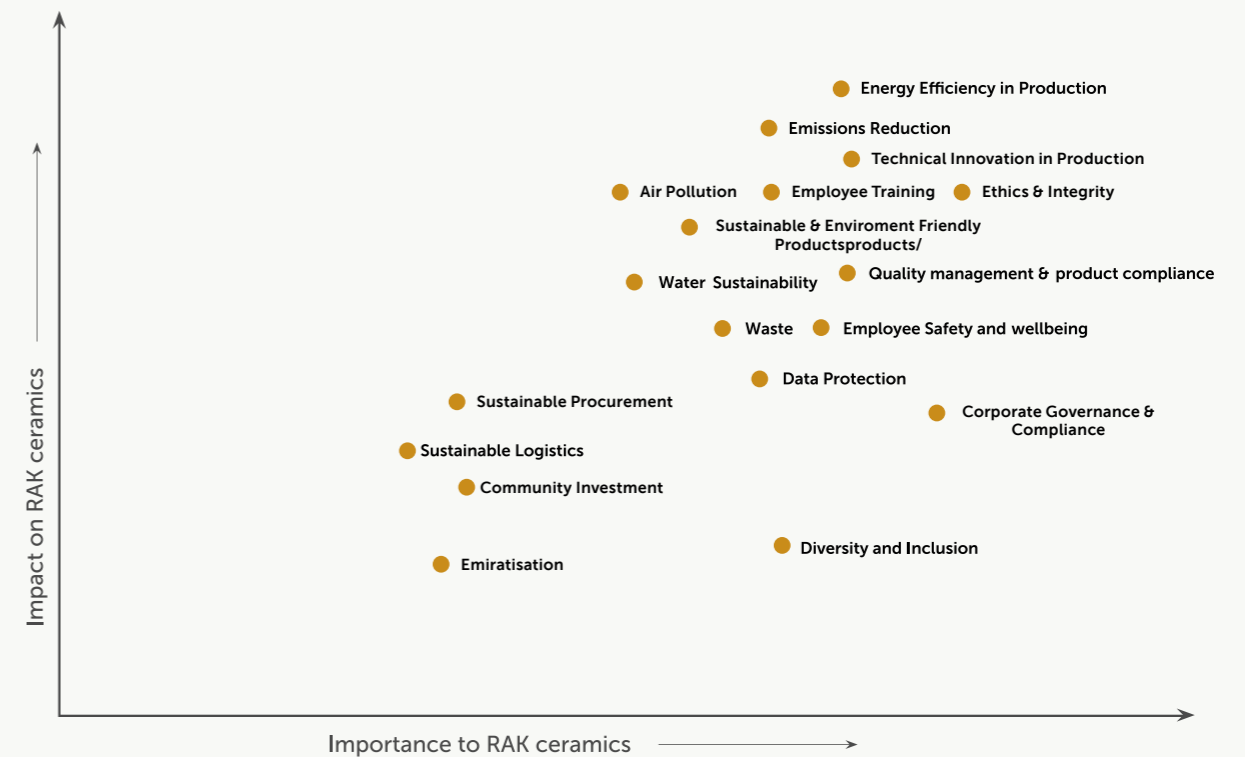 Energy Efficiency in Production
Emissions Reduction
Technical Innovation in Production
Air Pollution
Employee Training
Ethics & Integrity
Sustainable & Enviroment Friendly
Productsproducts/
Water Sustainability
Quality management & product compliance
Waste
Employee Safety and wellbeing
Data Protection
Sustainable Procurement
Corporate Governance &
Compliance
Sustainable Logistics
Community Investment
Diversity and Inclusion
Emiratisation
Impact on RAK ceramics
Importance to RAK ceramics